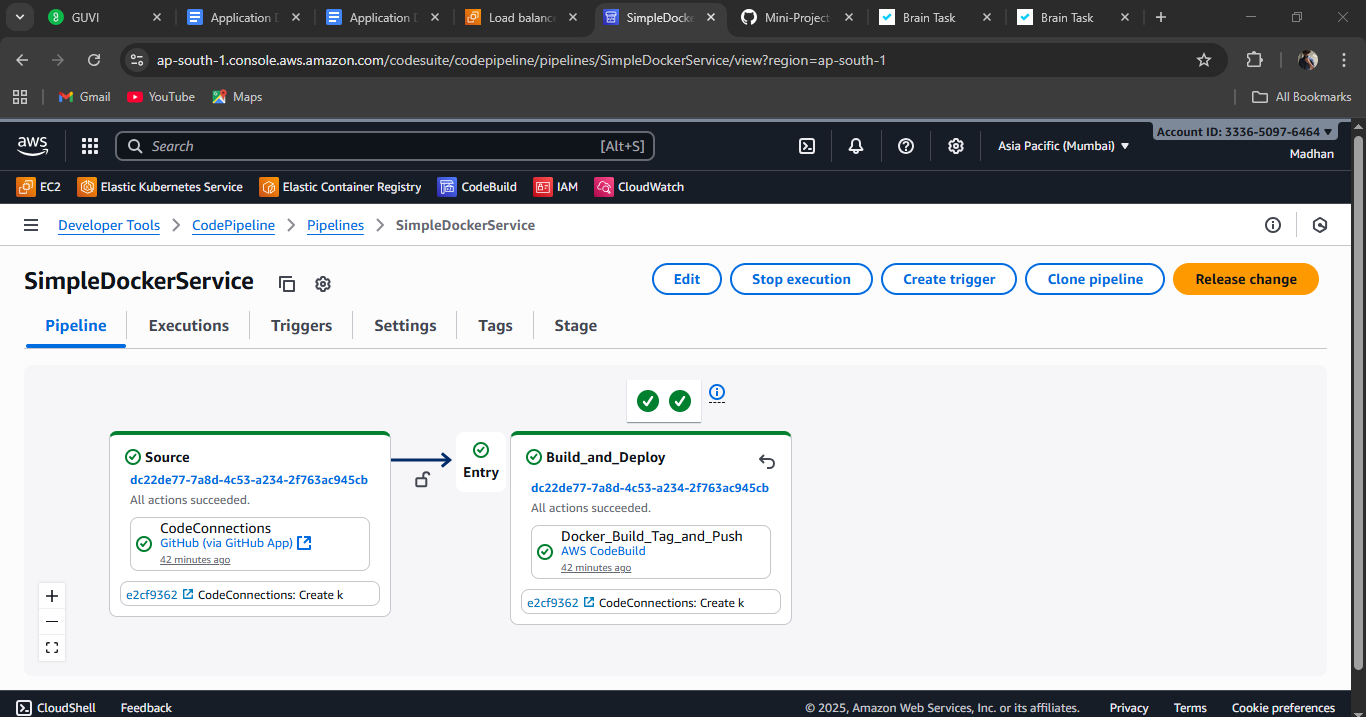 GUVI
Application D
Application D
Load balanc
SimpleDocke
Mini-Project
Brain Task
Brain Task
ap-south-1.console.aws.amazon.com/codesuite/codepipeline/pipelines/SimpleDockerService/view?region=ap-south-1
Gmail
YouTube
Maps
All Bookmarks
aws
Search
[Alt+S]
Asia Pacific (Mumbai)
Account ID: 3336-5097-6464
Madhan
EC2
Elastic Kubernetes Service
Elastic Container Registry
CodeBuild
IAM
CloudWatch
Developer Tools
CodePipeline
Pipelines
SimpleDockerService
SimpleDockerService
Edit
Stop execution
Create trigger
Clone pipeline
Release change
Pipeline
Executions
Triggers
Settings
Tags
Stage
Source
dc22de77-7a8d-4c53-a234-2f763ac945cb
All actions succeeded.
CodeConnections
GitHub (via GitHub App)
42 minutes ago
e2cf9362 CodeConnections: Create k
Entry
Build_and_Deploy
dc22de77-7a8d-4c53-a234-2f763ac945cb
All actions succeeded.
Docker_Build_Tag_and_Push
AWS CodeBuild
42 minutes ago
e2cf9362 CodeConnections: Create k
CloudShell
Feedback
© 2025, Amazon Web Services, Inc. or its affiliates.
Privacy
Terms
Cookie preferences